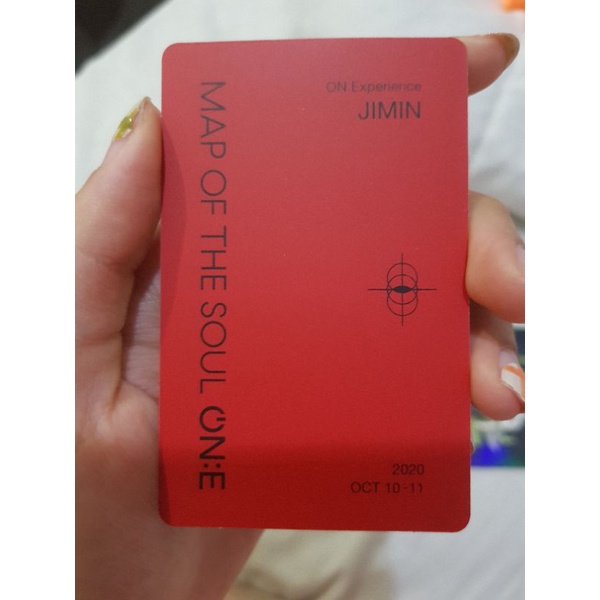 ON Experience
JIMIN
MAP OF THE SOUL ON:E
2020
OCT 10 -11